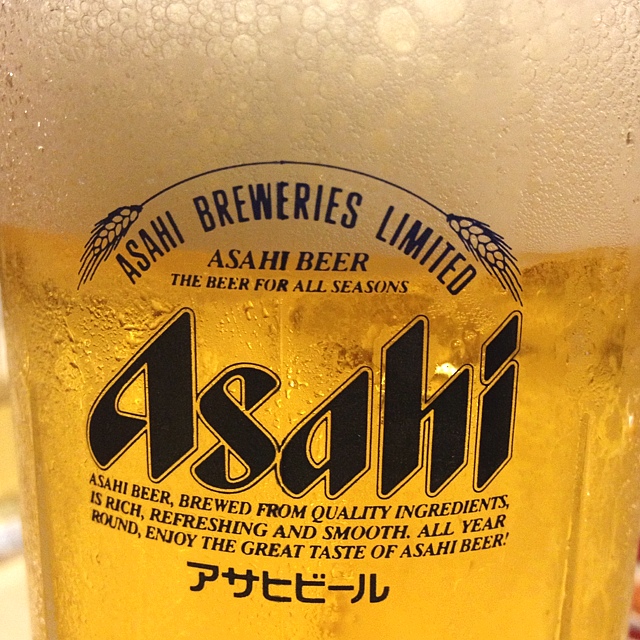 ASAHI BREWERIES LIMITED
ASAHI BEER
THE BEER FOR ALL SEASONS
Asahi
ASAHI BEER, BREWED FROM QUALITY INGREDIENTS,
IS RICH, REFRESHING AND SMOOTH. ALL YEAR
ROUND, ENJOY THE GREAT TASTE OF ASAHI BEER!
アサヒビール